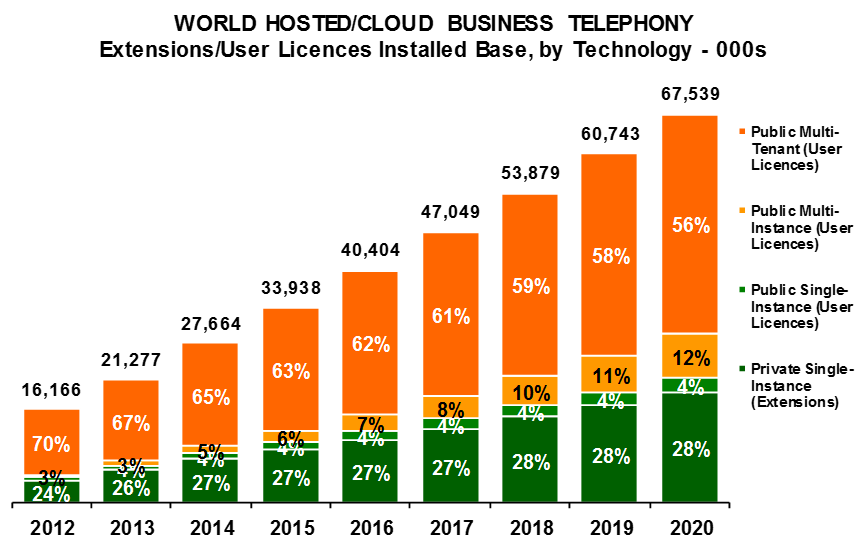 WORLD HOSTED/CLOUD BUSINESS TELEPHONY
Extensions/User Licences Installed Base, by Technology - 000s
67,539
60,743
53,879
47,049
40,404
33,938
27,664
21,277
16,166
Public Multi-
Tenant (User
Licences)
Public Multi-
Instance (User
Licences)
Public Single-
Instance (User
Licences)
Private Single-
Instance
(Extensions)
70% 67% 65% 63% 62% 61% 59% 58% 56%
3% 3% 5% 6% 7% 8% 10% 11% 12%
4% 4% 4% 4% 4% 4% 4% 4%
24% 26% 27% 27% 27% 27% 28% 28% 28%
2012 2013 2014 2015 2016 2017 2018 2019 2020